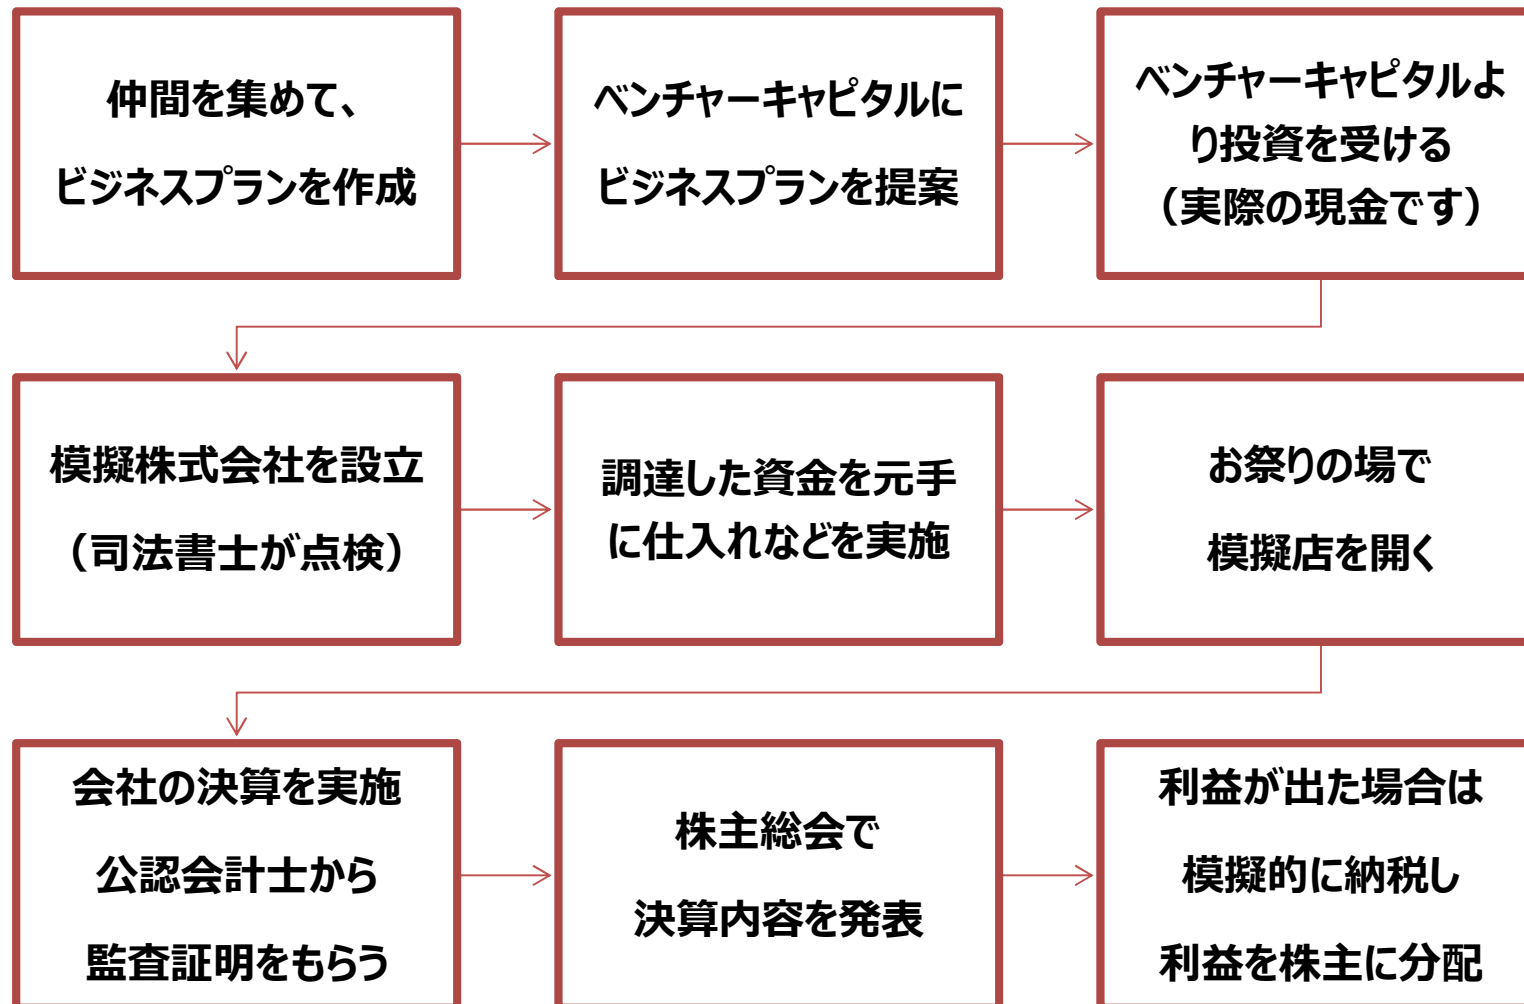 仲間を集めて、
ビジネスプランを作成
ベンチャーキャピタルに
ビジネスプランを提案
ベンチャーキャピタルよ
り投資を受ける
（実際の現金です）
模擬株式会社を設立
（司法書士が点検）
調達した資金を元手
に仕入れなどを実施
お祭りの場で
模擬店を開く
会社の決算を実施
公認会計士から
監査証明をもらう
株主総会で
決算内容を発表
利益が出た場合は
模擬的に納税し
利益を株主に分配